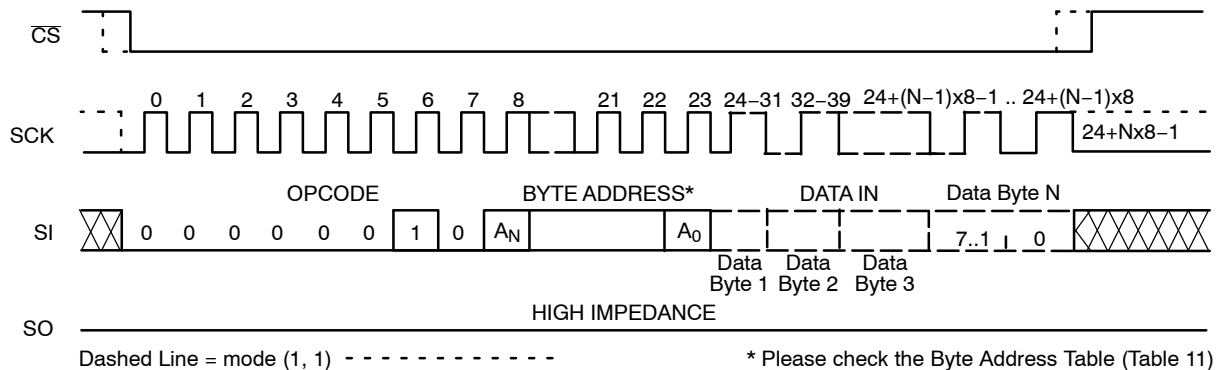 CS
0 1 2 3 4 5 6 7 8 21 22 23 24−31 32−39 24+(N−1)x8−1 .. 24+(N−1)x8
SCK
24+Nx8−1
OPCODE BYTE ADDRESS* DATA IN Data Byte N
SI 0 0 0 0 0 0 1 0 AN A0 7..1 0
Data Byte 1
Data Byte 2
Data Byte 3
HIGH IMPEDANCE
SO
Dashed Line = mode (1, 1) * Please check the Byte Address Table (Table 11)